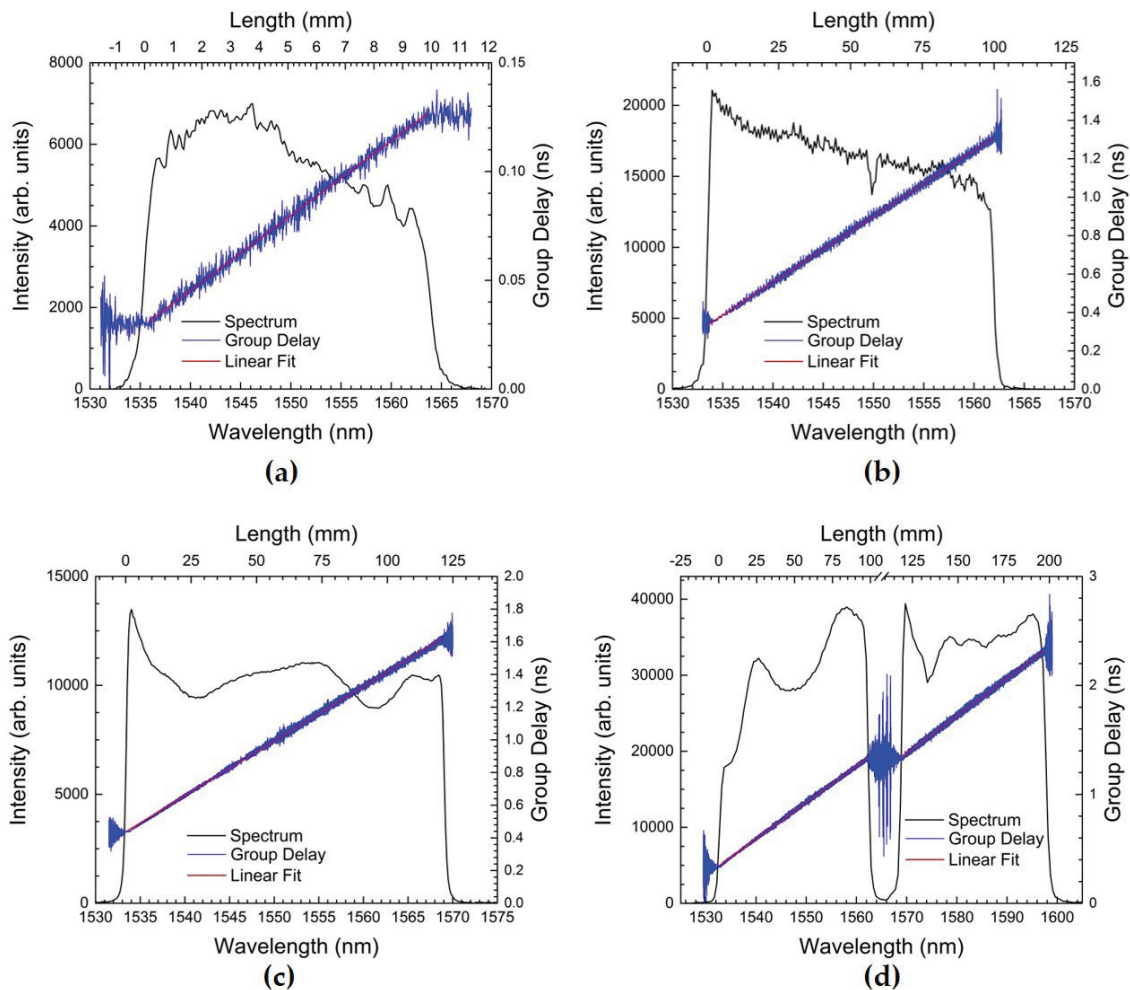 Length (mm)
-1 0 1 2 3 4 5 6 7 8 9 10 11 12
8000
6000
4000
2000
0
Intensity (arb. units)
0.15
0.10
0.05
0.00
Group Delay (ns)
Spectrum
Group Delay
Linear Fit
1530 1535 1540 1545 1550 1555 1560 1565 1570
Wavelength (nm)
(a)
Length (mm)
0 25 50 75 100 125
20000
15000
10000
5000
0
Intensity (arb. units)
1.6
1.4
1.2
1.0
0.8
0.6
0.4
0.2
0.0
Group Delay (ns)
Spectrum
Group Delay
Linear Fit
1530 1535 1540 1545 1550 1555 1560 1565 1570
Wavelength (nm)
(b)
Length (mm)
0 25 50 75 100 125
15000
10000
5000
0
Intensity (arb. units)
2.0
1.8
1.6
1.4
1.2
1.0
0.8
0.6
0.4
0.2
0.0
Group Delay (ns)
Spectrum
Group Delay
Linear Fit
1530 1535 1540 1545 1550 1555 1560 1565 1570 1575
Wavelength (nm)
(c)
Length (mm)
-25 0 25 50 75 100 120 150 175 200
40000
35000
30000
25000
20000
15000
10000
5000
0
Intensity (arb. units)
3
2
1
0
Group Delay (ns)
Spectrum
Group Delay
Linear Fit
1530 1540 1550 1560 1570 1580 1590 1600
Wavelength (nm)
(d)